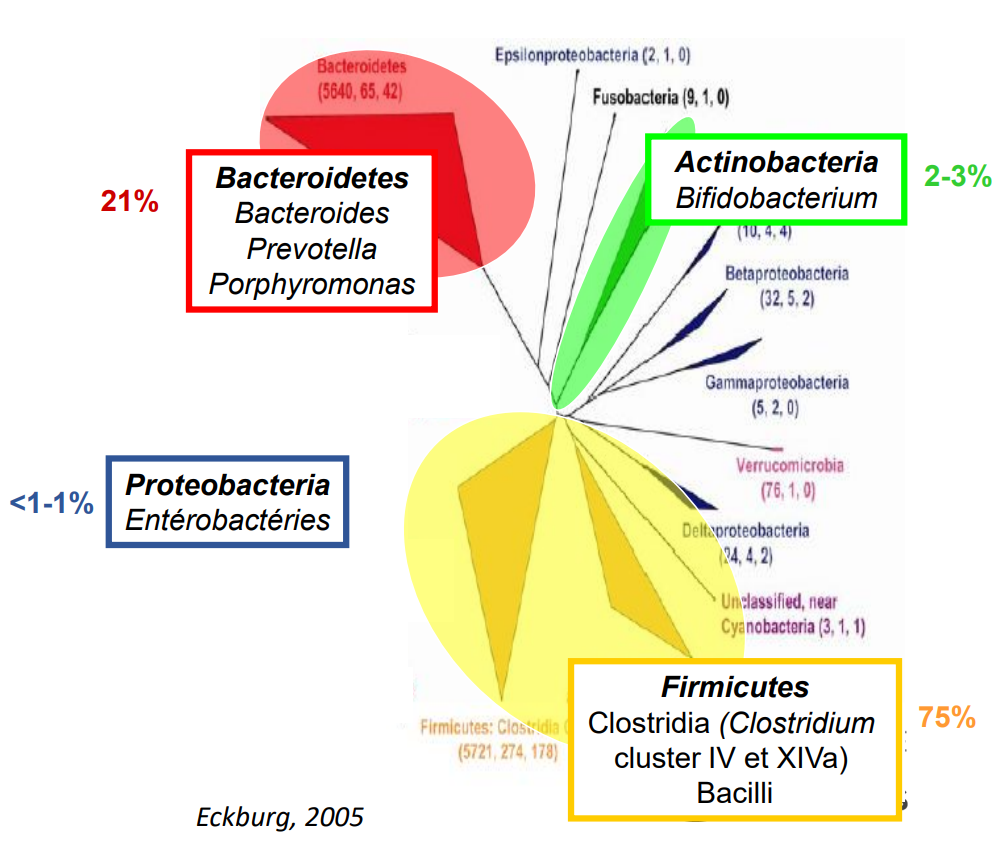 Bacteroidetes
(5640, 65, 42)
Epsilonproteobacteria (2, 1, 0)
Fusobacteria (9, 1, 0)
Actinobacteria
Bifidobacterium
2-3%
21%
Bacteroidetes
Bacteroides
Prevotella
Porphyromonas
(10, 4, 4)
Betaproteobacteria
(32, 5, 2)
Gammaproteobacteria
(5, 2, 0)
Verrucomicrobia
(76, 1, 0)
<1-1%
Proteobacteria
Entérobactéries
Deltaproteobacteria
(24, 4, 2)
Unclassified, near
Cyanobacteria (3, 1, 1)
Firmicutes: Clostridia
(5721, 274, 178)
Firmicutes
Clostridia (Clostridium
cluster IV et XIVa)
Bacilli
75%
Eckburg, 2005